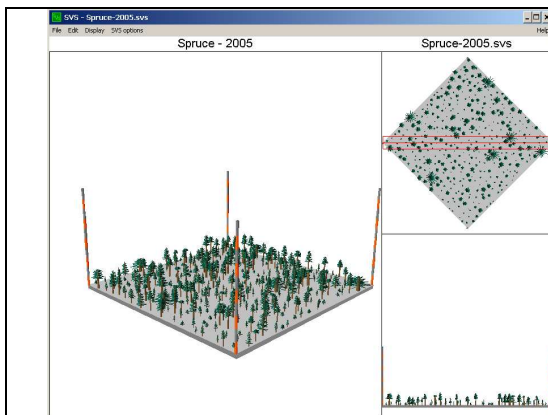 SVS - Spruce-2005.svs
File Edit Display SVS options Help
Spruce - 2005
Spruce-2005.svs